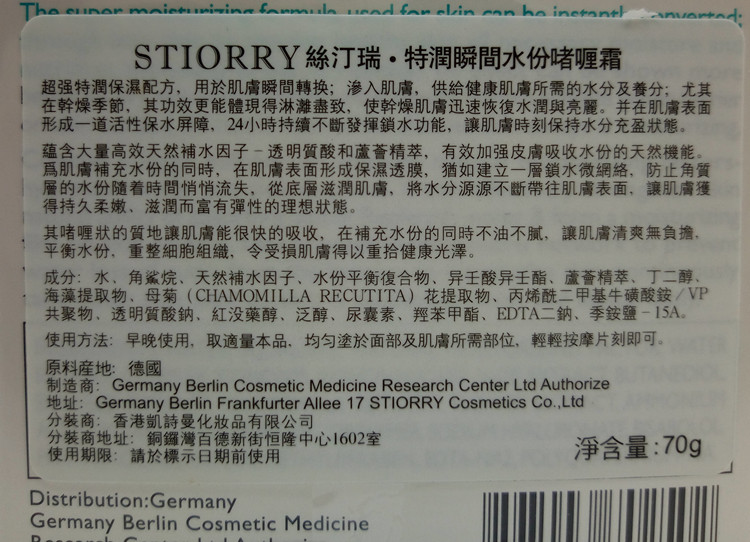 The super moisturizing formula used for skin can be instantly converted;
STIORRY 絲汀瑞·特潤瞬間水份啫喱霜
超强特潤保濕配方，用於肌膚瞬間轉換；滲入肌膚，供給健康肌膚所需的水分及養分；尤其
在幹燥季節，其功效更能體現得淋灕盡致，使幹燥肌膚迅速恢復水潤與亮麗。并在肌膚表面
形成一道活性保水屏障，24小時持續不斷發揮鎖水功能，讓肌膚時刻保持水分充盈狀態。
蘊含大量高效天然補水因子－透明質酸和蘆薈精萃，有效加强皮膚吸收水份的天然機能。
爲肌膚補充水份的同時，在肌膚表面形成保濕透膜，猶如建立一層鎖水微網絡，防止角質
層的水份隨着時間悄悄流失，從底層滋潤肌膚，將水分源源不斷帶往肌膚表面，讓肌膚獲
得持久柔嫩、滋潤而富有彈性的理想狀態。
其啫喱狀的質地讓肌膚能很快的吸收，在補充水份的同時不油不膩，讓肌膚清爽無負擔，
平衡水份，重整細胞組織，令受損肌膚得以重拾健康光澤。
成分：水、角鯊烷、天然補水因子、水份平衡復合物、异壬酸异壬酯、蘆薈精萃、丁二醇、
海藻提取物、母菊（CHAMOMILLA RECUTITA）花提取物、丙烯酰二甲基牛磺酸銨／VP
共聚物、透明質酸鈉、紅没藥醇、泛醇、尿囊素、羥苯甲酯、EDTA二鈉、季銨鹽－15A。
使用方法：早晚使用，取適量本品，均匀塗於面部及肌膚所需部位，輕輕按摩片刻即可。
原料産地：德國
制造商：Germany Berlin Cosmetic Medicine Research Center Ltd Authorize
地址：Germany Berlin Frankfurter Allee 17 STIORRY Cosmetics Co.,Ltd
分裝商：香港凱詩曼化妝品有限公司
分裝商地址：銅鑼灣百德新街恒隆中心1602室
使用期限：請於標示日期前使用
淨含量：70g
Distribution:Germany
Germany Berlin Cosmetic Medicine